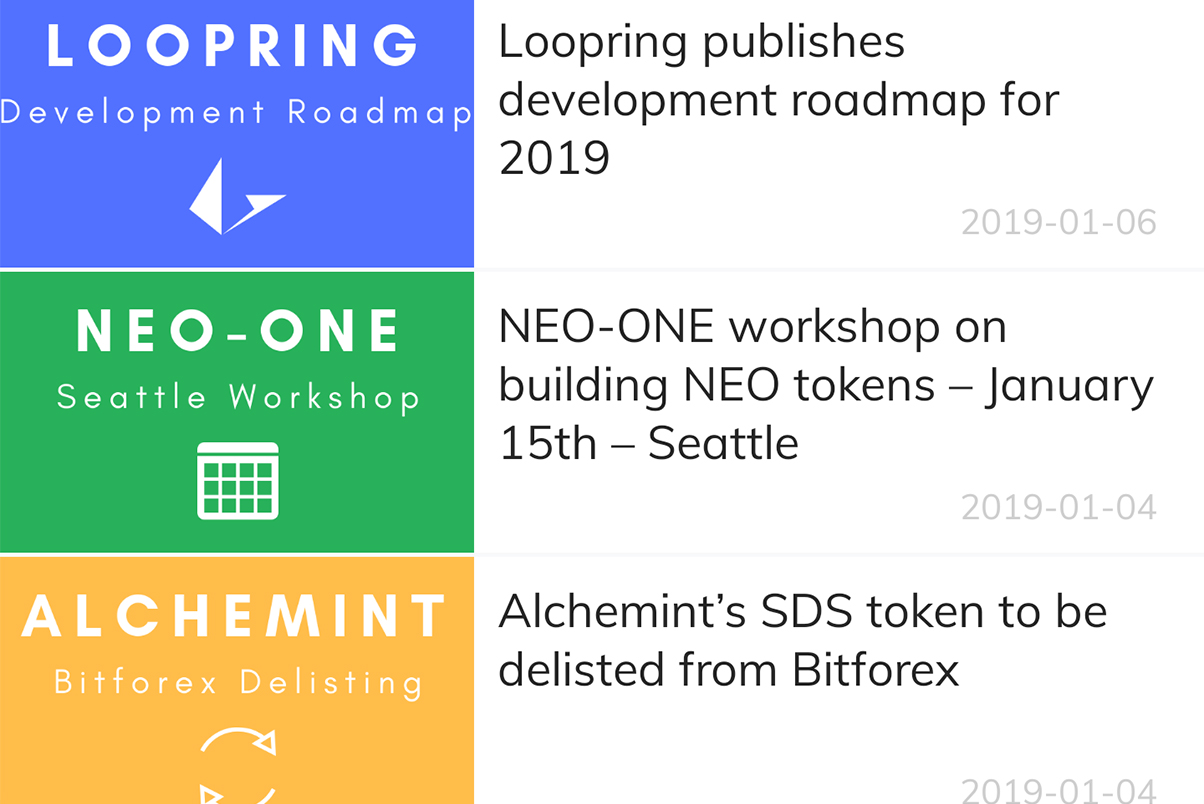 LOOPRING
Development Roadmap
Loopring publishes
development roadmap for
2019
2019-01-06
NEO-ONE
Seattle Workshop
NEO-ONE workshop on
building NEO tokens – January
15th – Seattle
2019-01-04
ALCHEMINT
Bitforex Delisting
Alchemint’s SDS token to be
delisted from Bitforex
2019-01-04